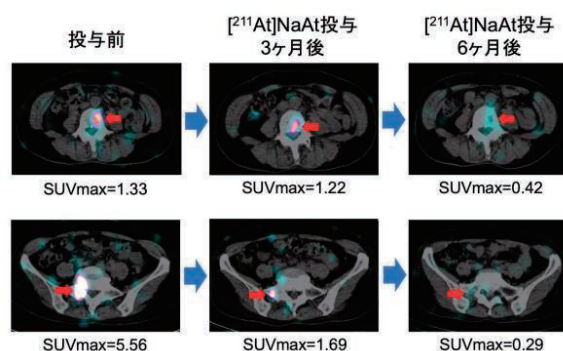 投与前
[²¹¹At]NaAt投与
3ヶ月後
[²¹¹At]NaAt投与
6ヶ月後
SUVmax=1.33
SUVmax=1.22
SUVmax=0.42
SUVmax=5.56
SUVmax=1.69
SUVmax=0.29